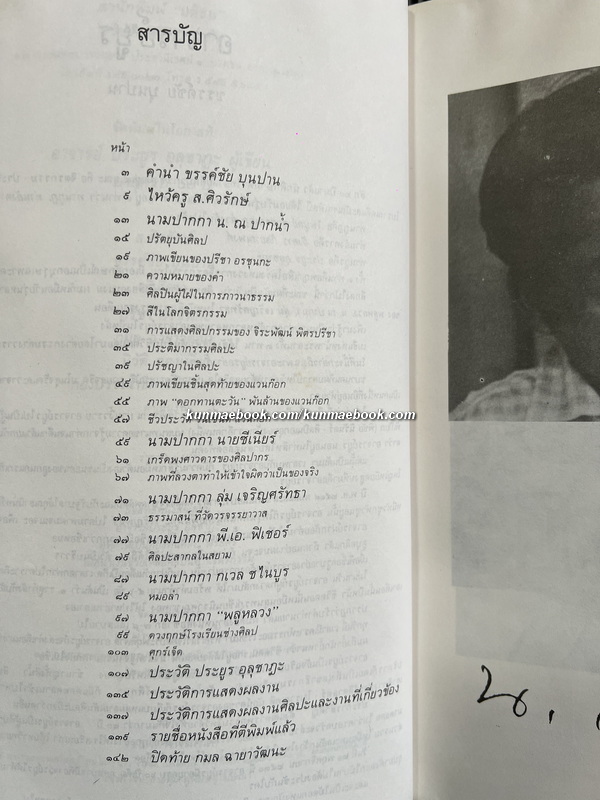 สารบัญ
หน้า
๓ คำนำ ขรรค์ชัย บุนปาน
๙ ไหว้ครู ส.ศิวรักษ์
๑๓ นามปากกา น. ณ ปากน้ำ
๑๕ ปรัตยุบันศิลป
๑๙ ภาพเขียนของปรีชา อรชุนกะ
๒๑ ความหมายของคำ
๒๓ ศิลปินผู้ใฝ่ในการภาวนาธรรม
๒๗ สีในโลกจิตรกรรม
๓๑ การแสดงศิลปกรรมของ จิระพัฒน์ พิตรปรีชา
๓๕ ประติมากรรมศิลปะ
๓๙ ปรัชญาในศิลปะ
๔๙ ภาพเขียนชิ้นสุดท้ายของแวนก๊อก
๕๕ ภาพ “ดอกทานตะวัน” พันล้านของแวนก๊อก
๕๗ ชีวประวัติ
kunmaebook.com/kunmaebook.com
๕๙ นามปากกา นายซีเนียร์
๖๑ เกร็ดพงศาวดารของศิลปากร
๖๗ ภาพที่ลวงตาทำให้เข้าใจผิดว่าเป็นของจริง
๗๑ นามปากกา ลุ่ม เจริญศรัทธา
๗๓ ธรรมาสน์ ที่วัดวรจรรยาวาส
๗๗ นามปากกา พี.เอ. ฟิเชอร์
๗๙ ศิลปะสากลในสยาม
๘๗ นามปากกา กเวล ชไนบูร
๘๙ หมอลำ
๙๗ นามปากกา “พลูหลวง”
๙๙ ดวงฤกษ์โรงเรียนช่างศิลป
๑๐๓ ศุกร์เจ็ด
๑๐๗ ประวัติ ประยูร อุลุชาฎะ
๑๓๕ ประวัติการแสดงผลงาน
๑๓๗ ประวัติการแสดงผลงานศิลปะและงานที่เกี่ยวข้อง
๑๓๙ รายชื่อหนังสือที่ตีพิมพ์แล้ว
๑๔๒ ปิดท้าย กมล ฉายาวัฒนะ
น.